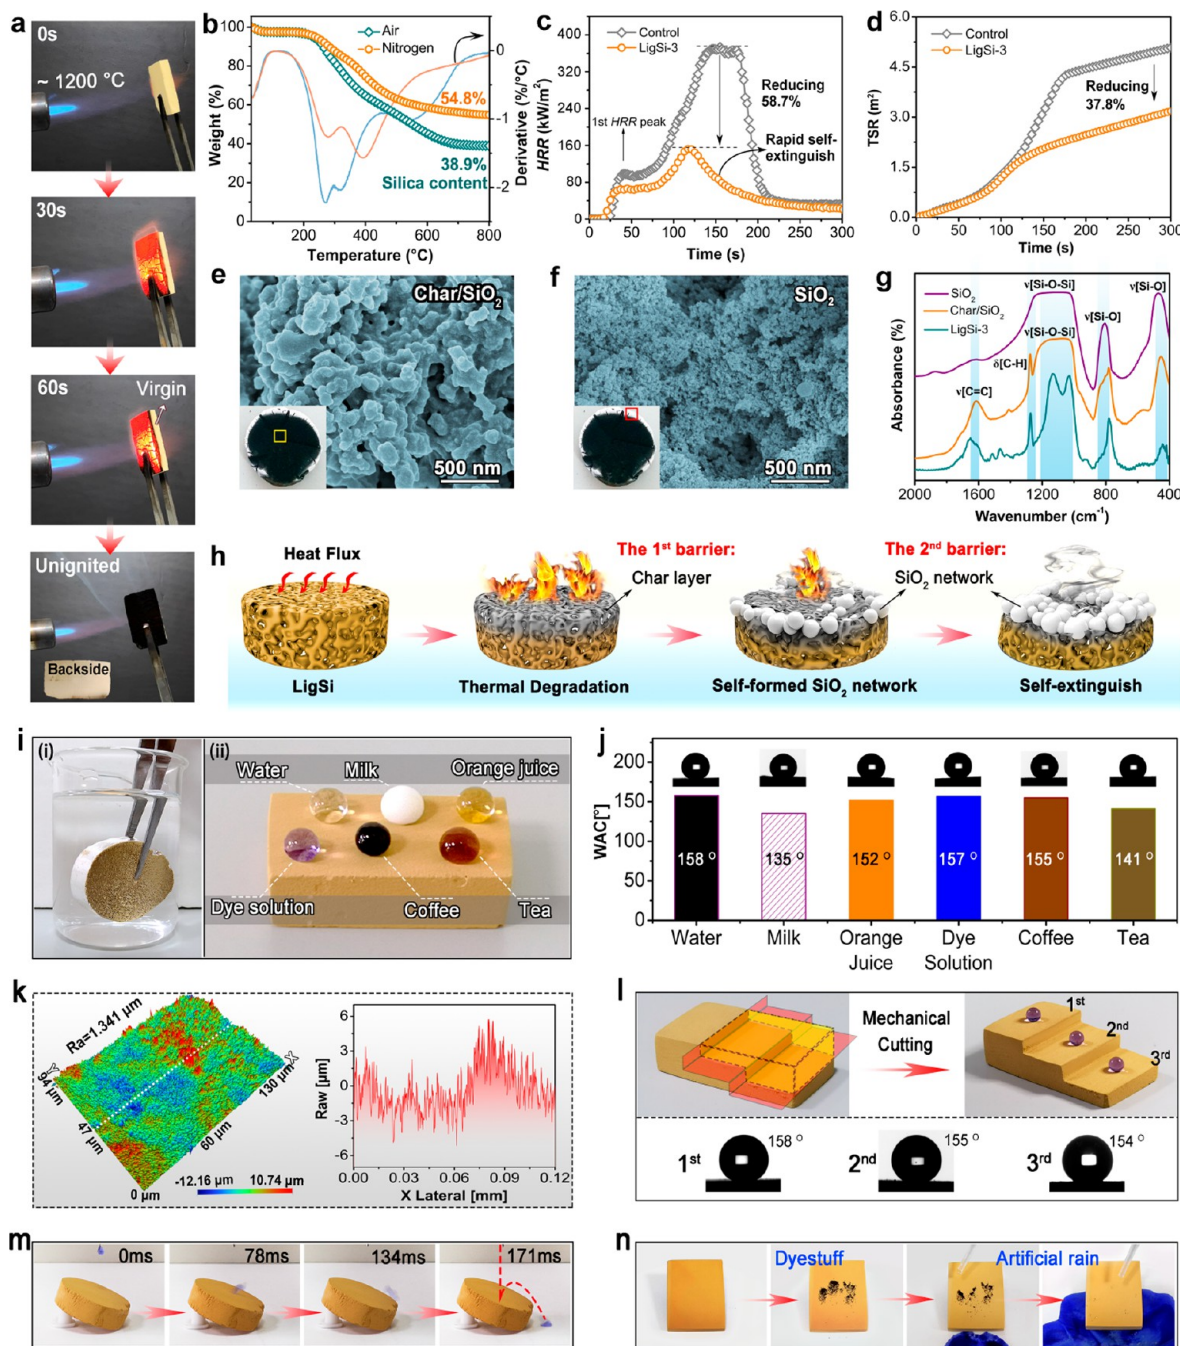 a
0s
~ 1200 °C
30s
60s
Virgin
Unignited
Backside
b
Weight (%)
100
80
60
40
20
0
Air
Nitrogen
54.8%
38.9%
Silica content
0
-1
-2
Derivative (%/°C)
200
400
600
800
Temperature (°C)
c
HRR (kW/m²)
400
360
240
160
80
0
Control
LigSi-3
Reducing
58.7%
1st HRR peak
Rapid self-
extinguish
0
50
100
150
200
250
300
Time (s)
d
TSR (m²)
6.0
4.5
3.0
1.5
0.0
Control
LigSi-3
Reducing
37.8%
0
50
100
150
200
250
300
Time (s)
e
Char/SiO₂
500 nm
f
SiO₂
500 nm
g
Absorbance (%)
SiO₂
Char/SiO₂
LigSi-3
ν[Si-O-Si]
ν[Si-O]
ν[Si-O]
ν[Si-O-Si]
δ[C-H]
ν[C=C]
2000
1600
1200
800
400
Wavenumber (cm⁻¹)
h
Heat Flux
The 1st barrier:
Char layer
The 2nd barrier:
SiO₂ network
LigSi
Thermal Degradation
Self-formed SiO₂ network
Self-extinguish
i
(i)
(ii)
Water
Milk
Orange juice
Dye solution
Coffee
Tea
j
WAC[°]
200
150
100
50
0
158 °
135 °
152 °
157 °
155 °
141 °
Water
Milk
Orange
Juice
Dye
Solution
Coffee
Tea
k
Ra=1.341 μm
Y
X
94 μm
47 μm
0 μm
60 μm
130 μm
-12.16 μm
10.74 μm
Raw [μm]
6
3
0
-3
-6
0.00
0.03
0.06
0.09
0.12
X Lateral [mm]
l
Mechanical
Cutting
1st
2nd
3rd
1st
158 °
2nd
155 °
3rd
154 °
m
0ms
78ms
134ms
171ms
n
Dyestuff
Artificial rain